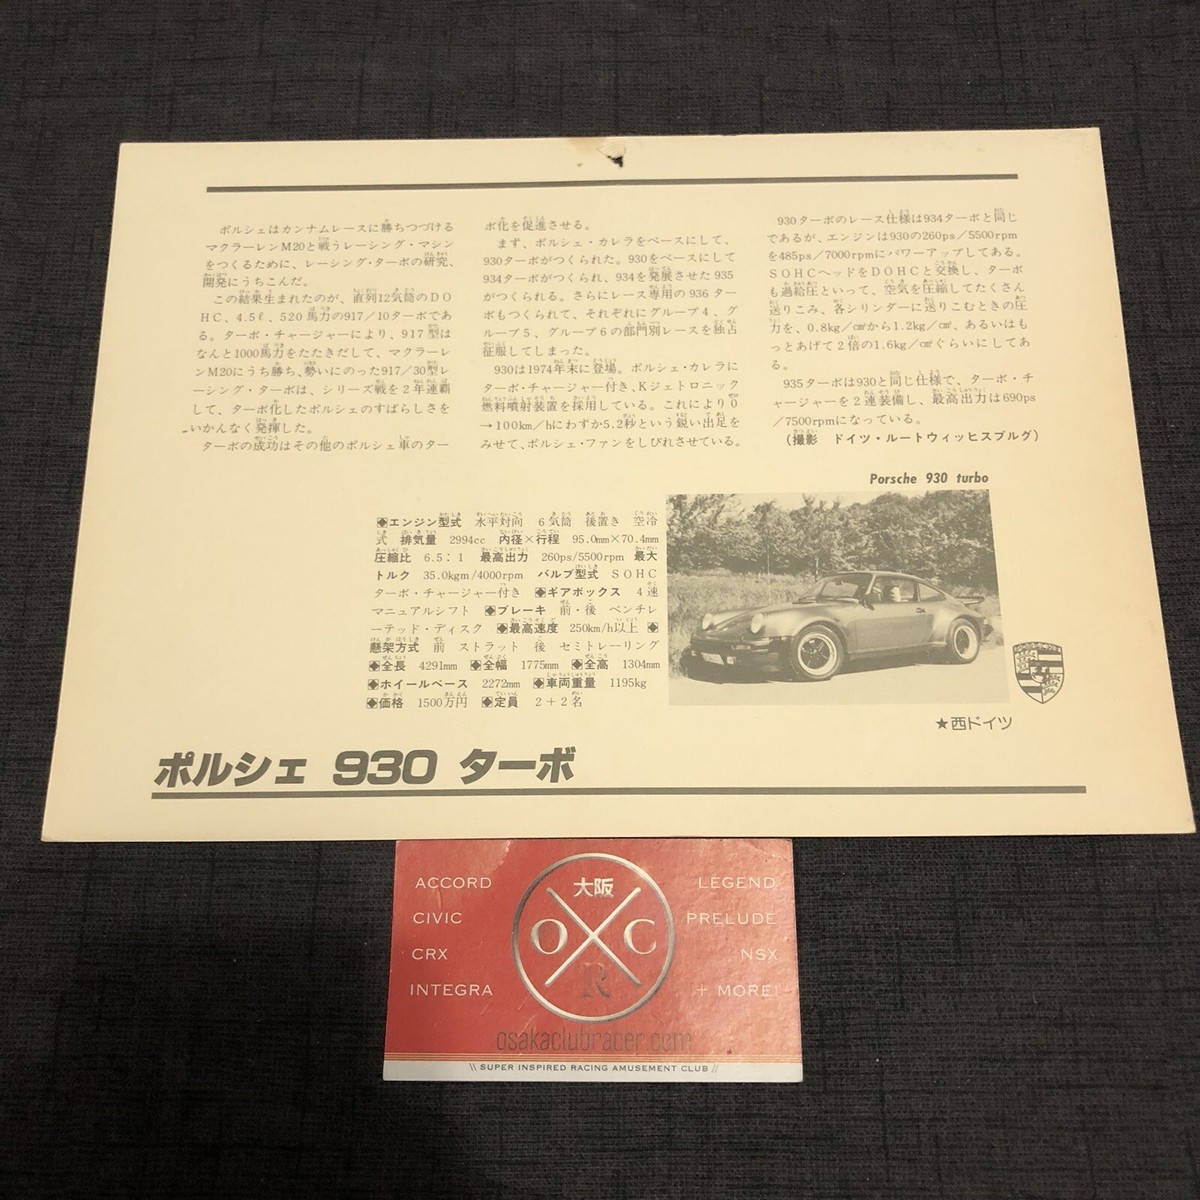 ポルシェはカンナムレースに勝ちつづける
マクラーレンM20と戦うレーシング・マシン
をつくるために、レーシング・ターボの研究、
開発にうちこんだ。
この結果生まれたのが、直列12気筒のDO
HC、4.5ℓ、520馬力の917／10ターボであ
る。ターボ・チャージャーにより、917型は
なんと1000馬力をたたきだして、マクラーレ
ンM20にうち勝ち、勢いにのった917／30型レ
ーシング・ターボは、シリーズ戦を2年連覇
して、ターボ化したポルシェのすばらしさを
いかんなく発揮した。
ターボの成功はその他のポルシェ車のター
ボ化を促進させる。
まず、ポルシェ・カレラをベースにして、
930ターボがつくられた。930をベースにして
934ターボがつくられ、934を発展させた935
がつくられる。さらにレース専用の936ター
ボもつくられて、それぞれにグループ4、グ
ループ5、グループ6の部門別レースを独占
征服してしまった。
930は1974年末に登場。ポルシェ・カレラに
ターボ・チャージャー付き、Kジェトロニック
燃料噴射装置を採用している。これにより0
→100km／hにわずか5.2秒という鋭い出足を
みせて、ポルシェ・ファンをしびれさせている。
930ターボのレース仕様は934ターボと同じ
であるが、エンジンは930の260ps／5500rpm
を485ps／7000rpmにパワーアップしてある。
SOHCヘッドをDOHCと交換し、ターボ
も過給圧といって、空気を圧縮してたくさん
送りこみ、各シリンダーに送りこむときの圧
力を、0.8kg／㎠から1.2kg／㎠、あるいはも
っとあげて2倍の1.6kg／㎠ぐらいにしてあ
る。
935ターボは930と同じ仕様で、ターボ・チ
ャージャーを2連装備し、最高出力は690ps
／7500rpmになっている。
（撮影 ドイツ・ルートウィッヒスブルグ）
Porsche 930 turbo
◆エンジン型式 水平対向 6気筒 後置き 空冷
式 排気量 2994cc 内径×行程 95.0mm×70.4mm
圧縮比 6.5：1 最高出力 260ps/5500rpm 最大
トルク 35.0kgm/4000rpm バルブ型式 SOHC
ターボ・チャージャー付き ◆ギアボックス 4速
マニュアルシフト ◆ブレーキ 前・後 ベンチレ
ーテッド・ディスク ◆最高速度 250km/h以上 ◆
懸架方式 前 ストラット 後 セミトレーリング
◆全長 4291mm ◆全幅 1775mm ◆全高 1304mm
◆ホイールベース 2272mm ◆車両重量 1195kg
◆価格 1500万円 ◆定員 2＋2名
★西ドイツ
ポルシェ 930 ターボ
ACCORD
CIVIC
CRX
INTEGRA
大阪
O C
R
LEGEND
PRELUDE
NSX
+ MORE!
osakaclubracer.com
\\ SUPER INSPIRED RACING AMUSEMENT CLUB //